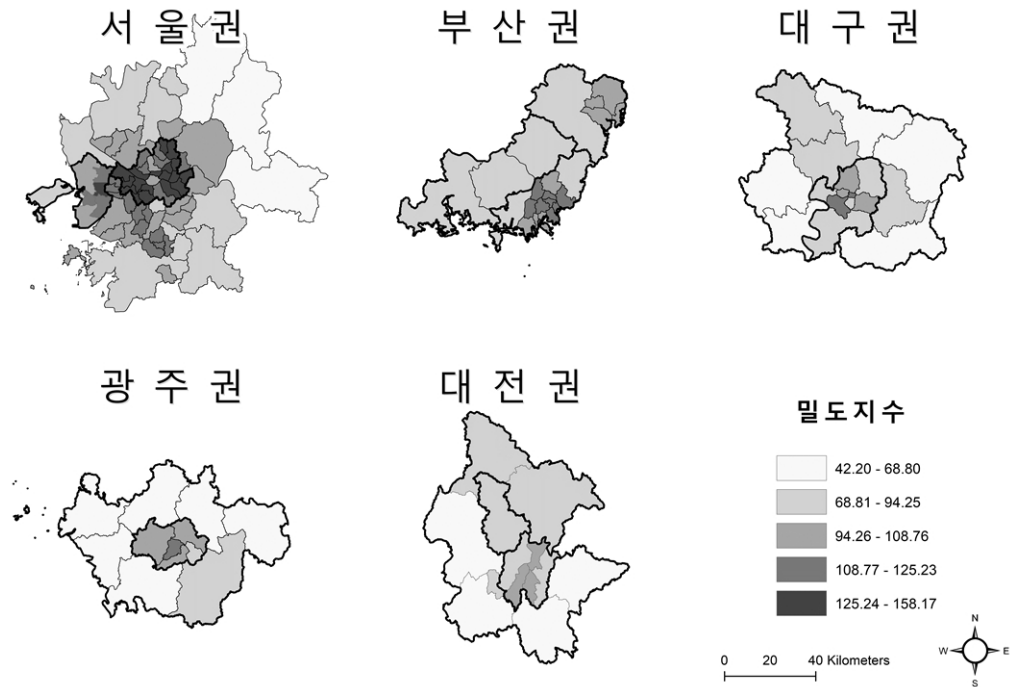 서 울 권
부 산 권
대 구 권
광 주 권
대 전 권
밀도지수
42.20 - 68.80
68.81 - 94.25
94.26 - 108.76
108.77 - 125.23
125.24 - 158.17
N
W E
S
0 20 40 Kilometers